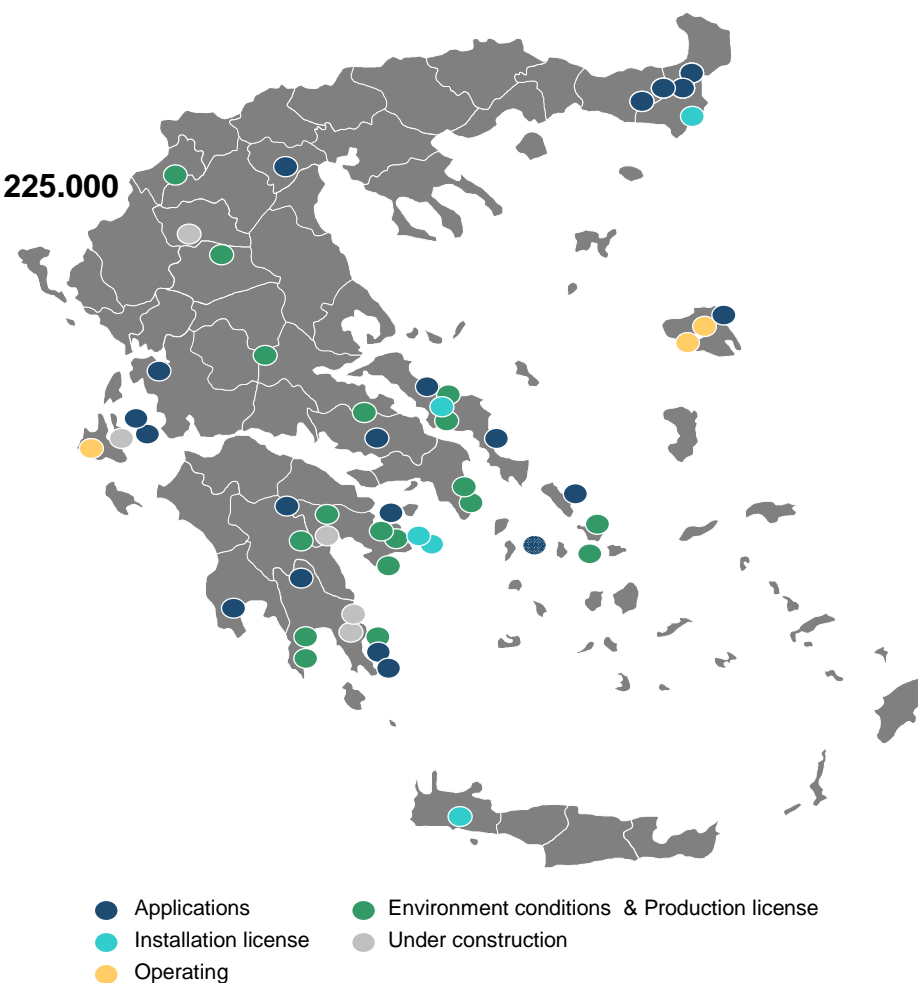 225.000
Applications
Environment conditions & Production license
Installation license
Under construction
Operating